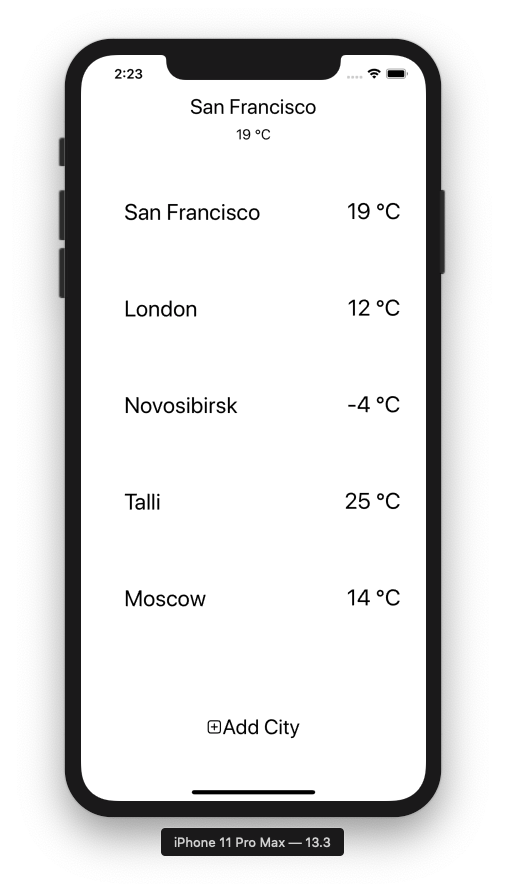 2:23
San Francisco
19 °C
San Francisco 19 °C
London 12 °C
Novosibirsk -4 °C
Talli 25 °C
Moscow 14 °C
Add City
iPhone 11 Pro Max — 13.3